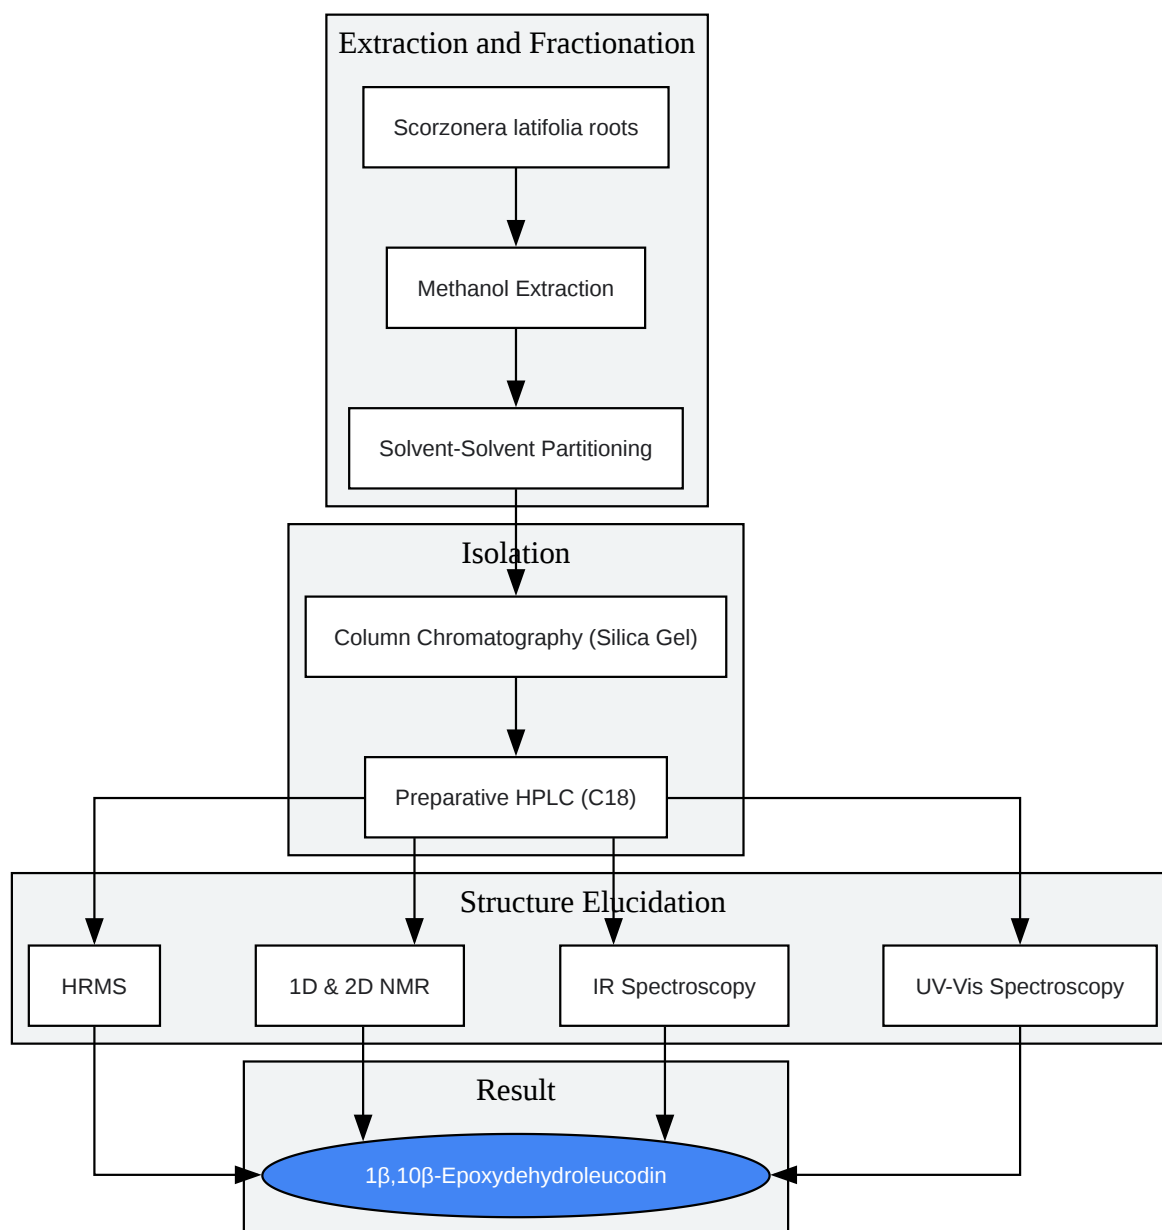 Extraction and Fractionation
Scorzonera latifolia roots
Methanol Extraction
Solvent-Solvent Partitioning
Isolation
Column Chromatography (Silica Gel)
Preparative HPLC (C18)
Structure Elucidation
HRMS
1D & 2D NMR
IR Spectroscopy
UV-Vis Spectroscopy
Result
1β,10β-Epoxydehydroleucodin